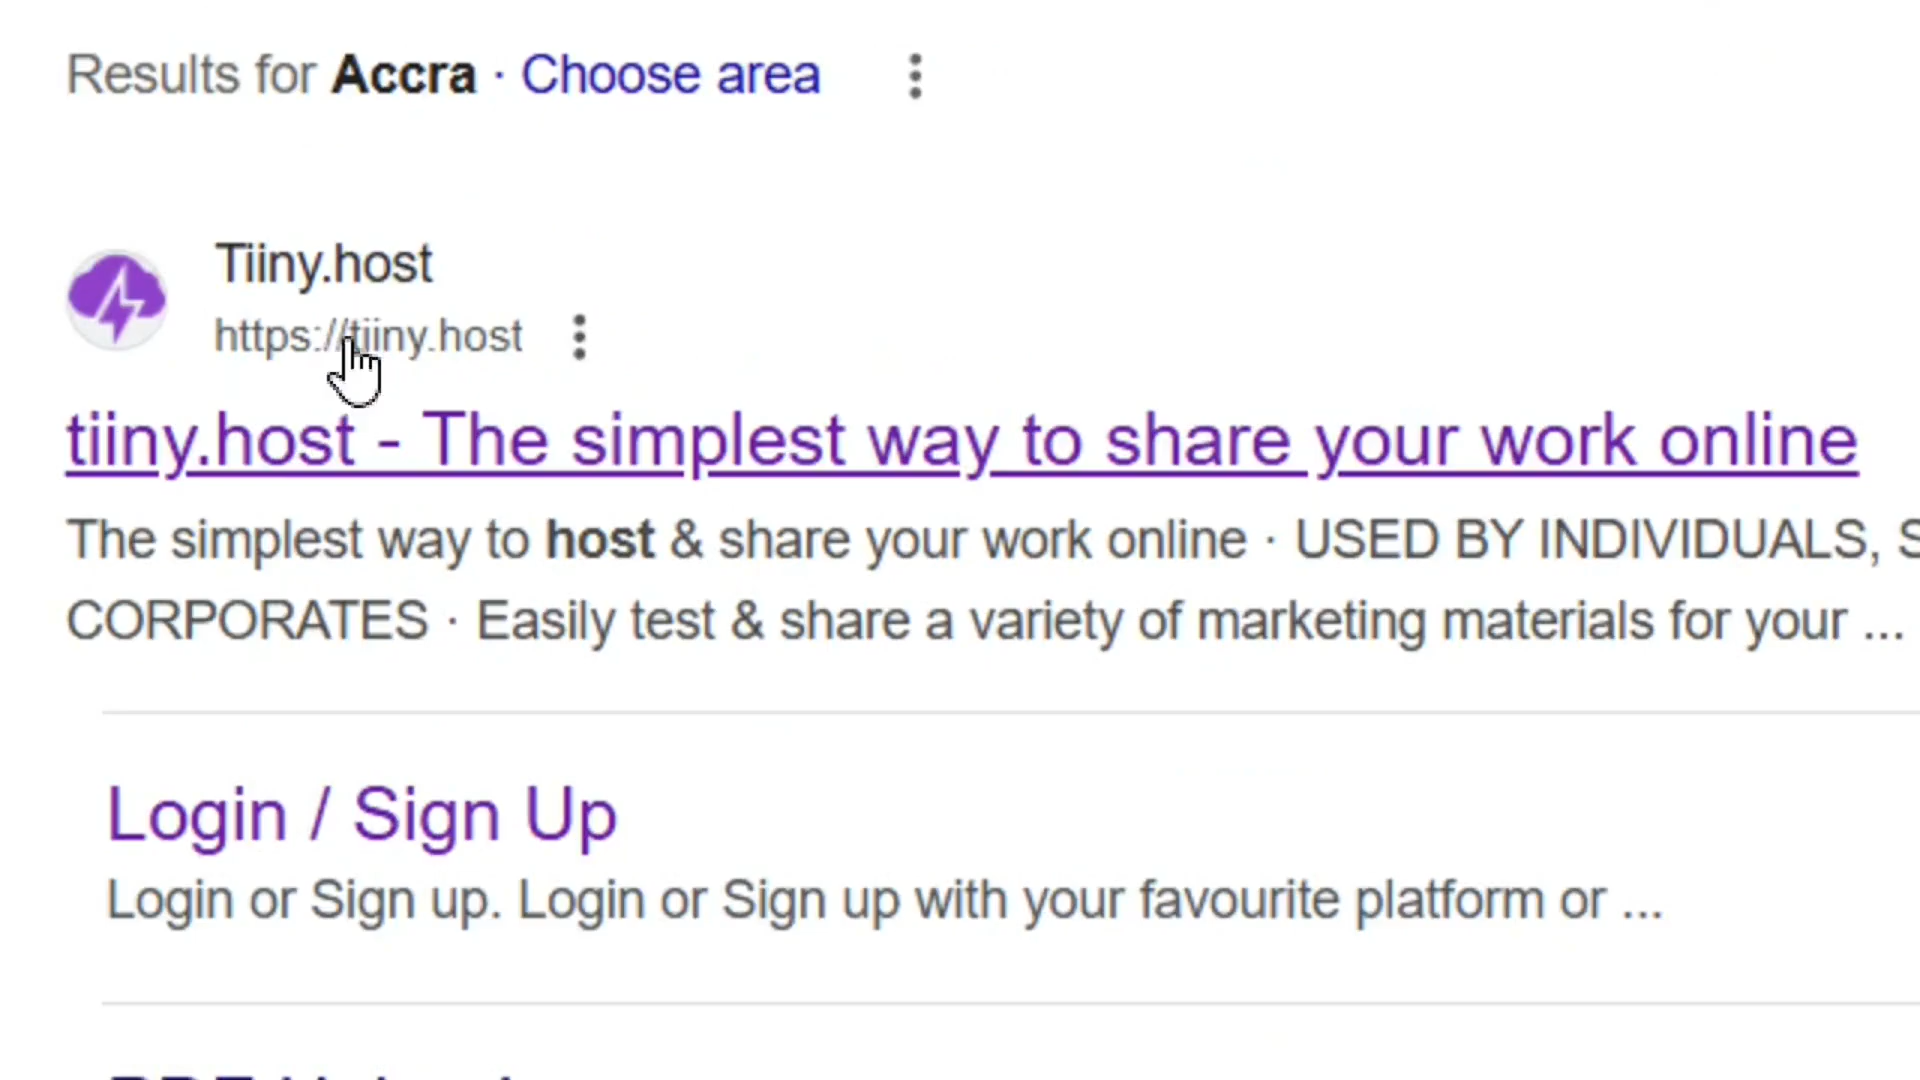 Results for Accra · Choose area
Tiiny.host
https://tiiny.host
tiiny.host - The simplest way to share your work online
The simplest way to host & share your work online · USED BY INDIVIDUALS, S
CORPORATES · Easily test & share a variety of marketing materials for your ...
Login / Sign Up
Login or Sign up. Login or Sign up with your favourite platform or ...